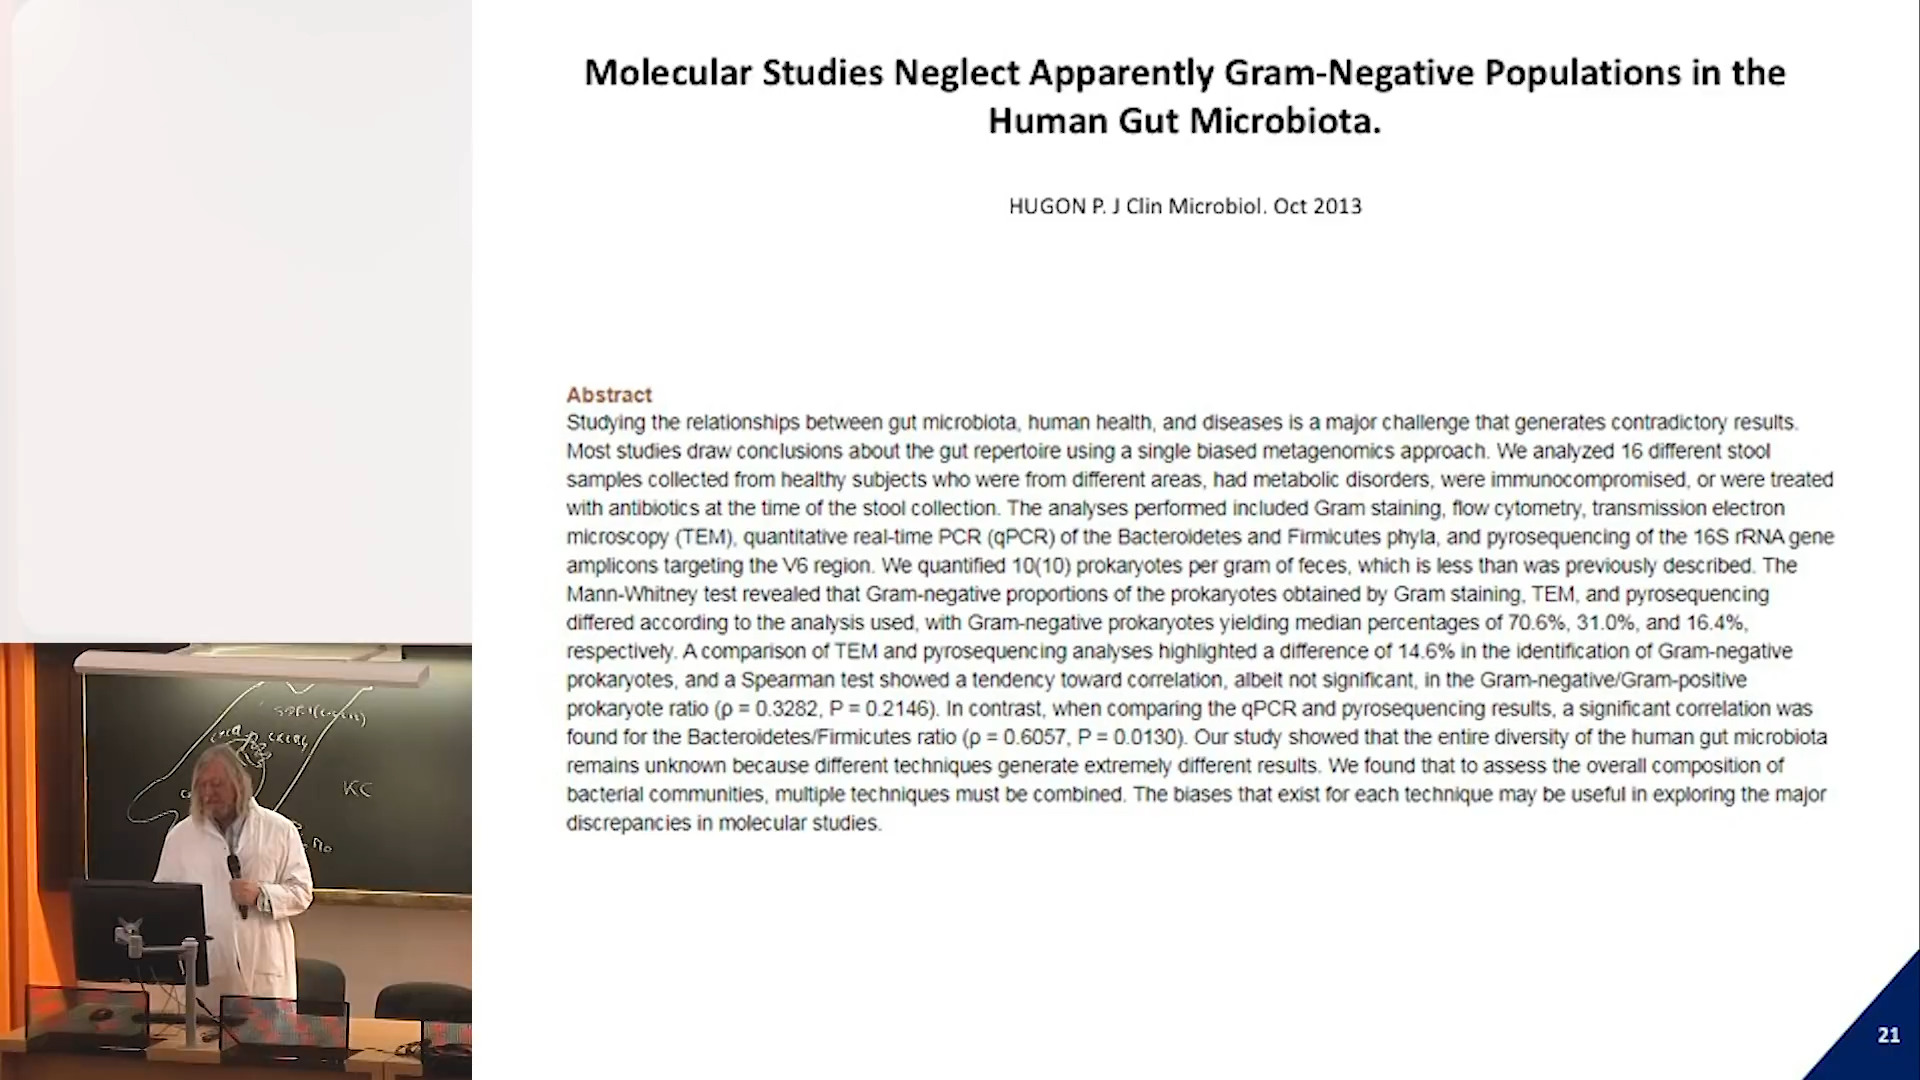 Molecular Studies Neglect Apparently Gram-Negative Populations in the
Human Gut Microbiota.
HUGON P. J Clin Microbiol. Oct 2013
Abstract
Studying the relationships between gut microbiota, human health, and diseases is a major challenge that generates contradictory results.
Most studies draw conclusions about the gut repertoire using a single biased metagenomics approach. We analyzed 16 different stool
samples collected from healthy subjects who were from different areas, had metabolic disorders, were immunocompromised, or were treated
with antibiotics at the time of the stool collection. The analyses performed included Gram staining, flow cytometry, transmission electron
microscopy (TEM), quantitative real-time PCR (qPCR) of the Bacteroidetes and Firmicutes phyla, and pyrosequencing of the 16S rRNA gene
amplicons targeting the V6 region. We quantified 10(10) prokaryotes per gram of feces, which is less than was previously described. The
Mann-Whitney test revealed that Gram-negative proportions of the prokaryotes obtained by Gram staining, TEM, and pyrosequencing
differed according to the analysis used, with Gram-negative prokaryotes yielding median percentages of 70.6%, 31.0%, and 16.4%,
respectively. A comparison of TEM and pyrosequencing analyses highlighted a difference of 14.6% in the identification of Gram-negative
prokaryotes, and a Spearman test showed a tendency toward correlation, albeit not significant, in the Gram-negative/Gram-positive
prokaryote ratio (ρ = 0.3282, P = 0.2146). In contrast, when comparing the qPCR and pyrosequencing results, a significant correlation was
found for the Bacteroidetes/Firmicutes ratio (ρ = 0.6057, P = 0.0130). Our study showed that the entire diversity of the human gut microbiota
remains unknown because different techniques generate extremely different results. We found that to assess the overall composition of
bacterial communities, multiple techniques must be combined. The biases that exist for each technique may be useful in exploring the major
discrepancies in molecular studies.
KC
21